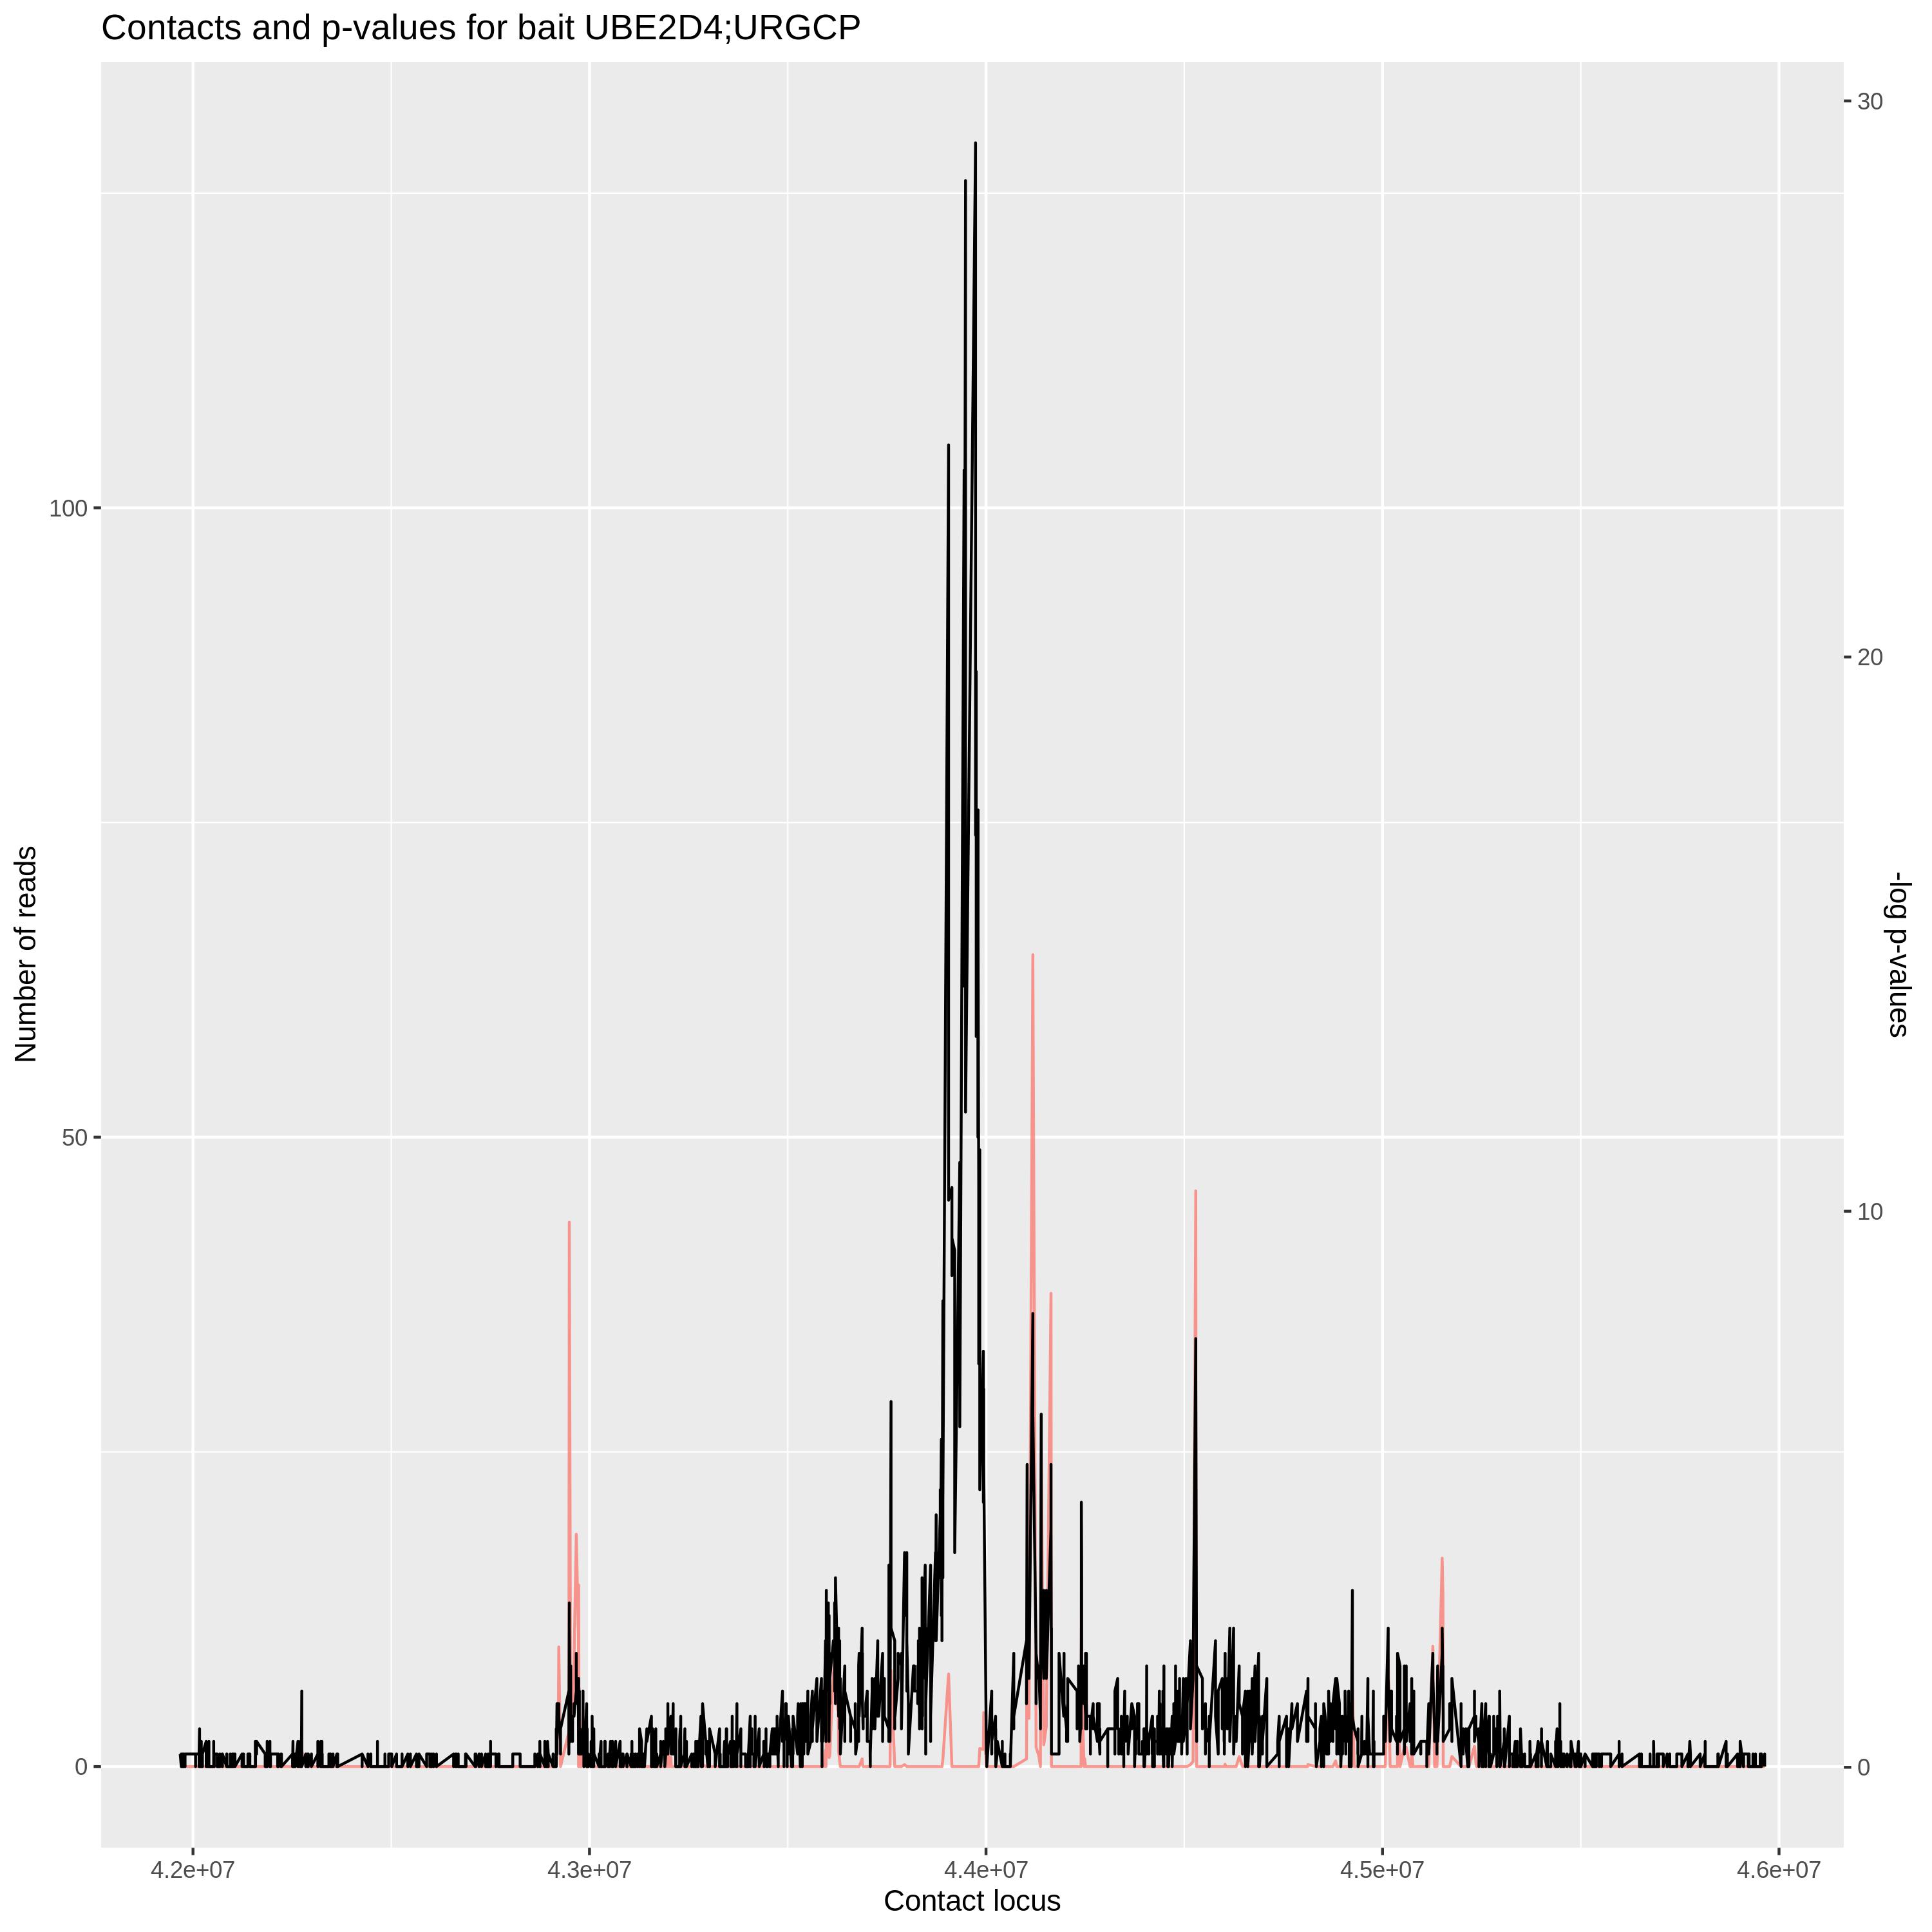 Contacts and p-values for bait UBE2D4;URGCP
30
100
20
Number of reads
-log p-values
50
10
0
0
4.2e+07 4.3e+07 4.4e+07 4.5e+07 4.6e+07
Contact locus